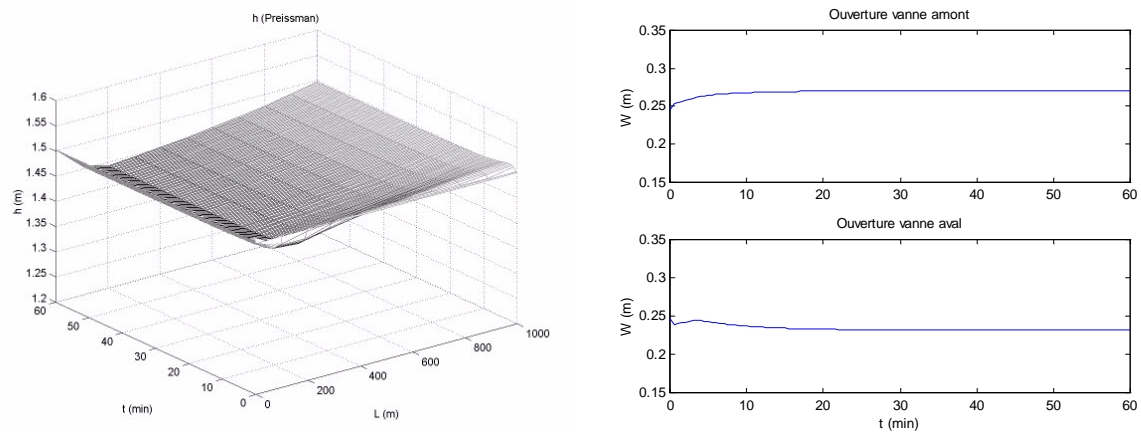 h (Preissman)
1.6
1.55
1.5
1.45
1.4
1.35
1.3
1.25
1.2
h (m)
60
50
40
30
20
10
0
t (min)
0
200
400
600
800
1000
L (m)
Ouverture vanne amont
0.35
0.3
0.25
0.2
0.15
W (m)
0 10 20 30 40 50 60
Ouverture vanne aval
0.35
0.3
0.25
0.2
0.15
W (m)
0 10 20 30 40 50 60
t (min)